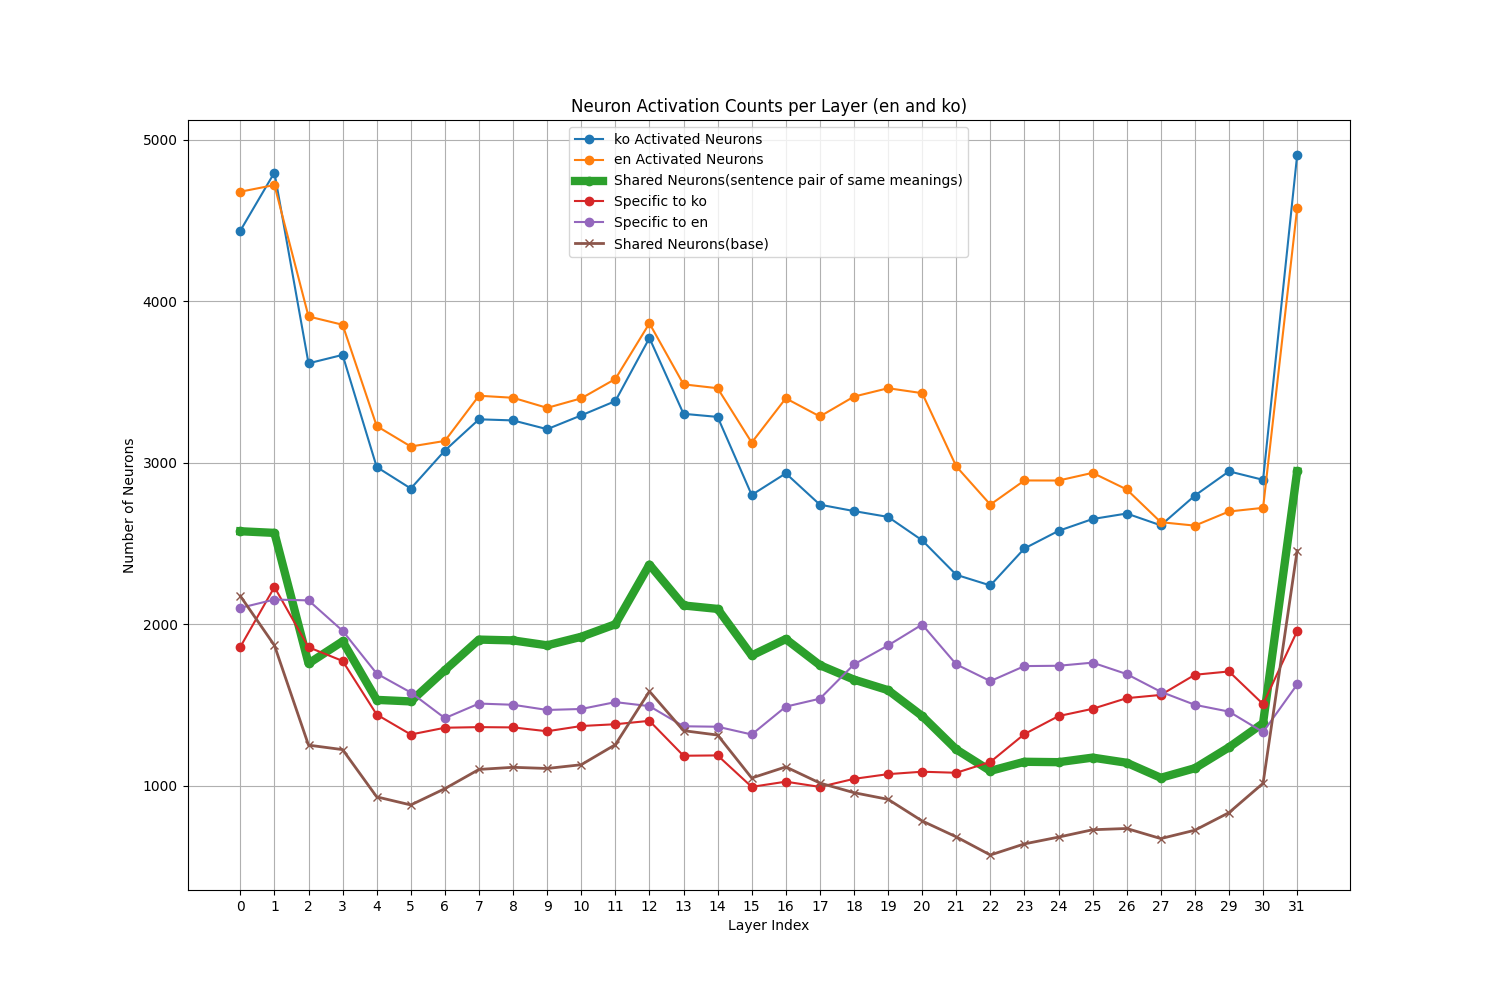 Neuron Activation Counts per Layer (en and ko)
ko Activated Neurons
en Activated Neurons
Shared Neurons(sentence pair of same meanings)
Specific to ko
Specific to en
Shared Neurons(base)
Number of Neurons
5000
4000
3000
2000
1000
0 1 2 3 4 5 6 7 8 9 10 11 12 13 14 15 16 17 18 19 20 21 22 23 24 25 26 27 28 29 30 31
Layer Index